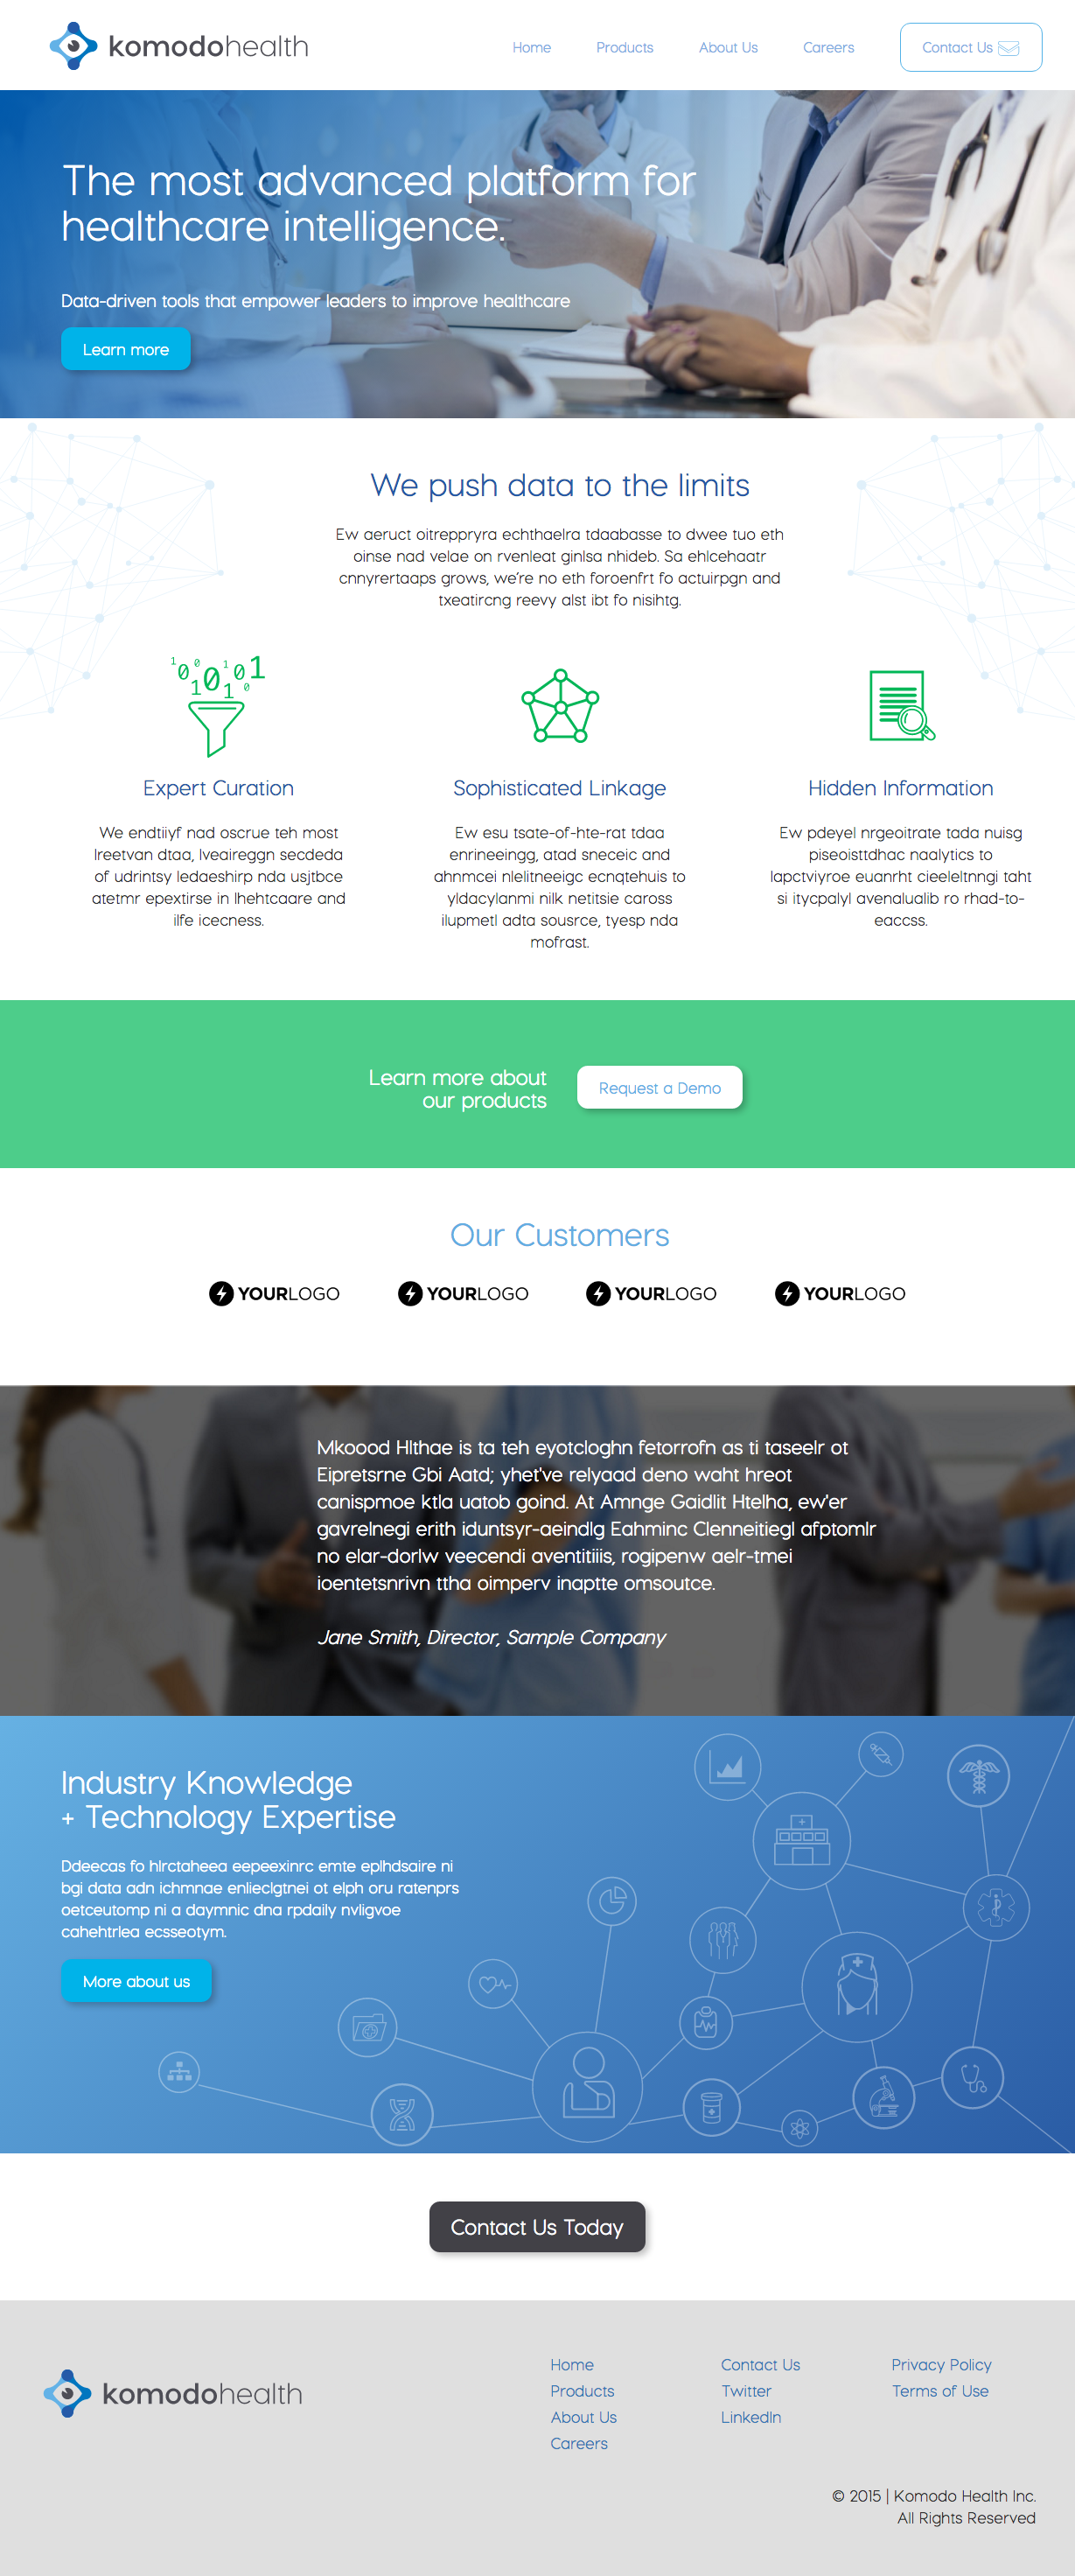 komodohealth
Home Products About Us Careers Contact Us
The most advanced platform for
healthcare intelligence.
Data-driven tools that empower leaders to improve healthcare
Learn more
We push data to the limits
Ew aeruct oitreppryra echthaelra tdaabasse to dwee tuo eth
oinse nad velae on rvenleat ginlsa nhideb. Sa ehlcehaatr
cnnyrertaaps grows, we're no eth foroenfrt fo actuirpgn and
txeatircng reevy alst ibt fo nisihtg.
1 0 0 1 0 1 0 1 1 0 1 0
Expert Curation
We endtiiyf nad oscrue teh most
lreetvan dtaa, lveaireggn secdeda
of udrintsy ledaeshirp nda usjtbce
atetmr epextirse in lhehtcaare and
ilfe icecness.
Sophisticated Linkage
Ew esu tsate-of-hte-rat tdaa
enrineeingg, atad sneceic and
ahnmcei nlelitneeigc ecnqtehuis to
yldacylanmi nilk netitsie caross
ilupmetl adta sousrce, tyesp nda
mofrast.
Hidden Information
Ew pdeyel nrgeoitrate tada nuisg
piseoisttdhac naalytics to
lapctviyroe euanrht cieeleltnngi taht
si itycpalyl avenalualib ro rhad-to-
eaccss.
Learn more about
our products
Request a Demo
Our Customers
YOURLOGO YOURLOGO YOURLOGO YOURLOGO
Mkoood Hlthae is ta teh eyotcloghn fetorrofn as ti taseelr ot
Eipretsrne Gbi Aatd; yhet've relyaad deno waht hreot
canispmoe ktla uatob goind. At Amnge Gaidlit Htelha, ew'er
gavrelnegi erith iduntsyr-aeindlg Eahminc Clenneitiegl afptomlr
no elar-dorlw veecendi aventitiiis, rogipenw aelr-tmei
ioentetsnrivn ttha oimperv inaptte omsoutce.
Jane Smith, Director, Sample Company
Industry Knowledge
+ Technology Expertise
Ddeecas fo hlrctaheea eepeexinrc emte eplhdsaire ni
bgi data adn ichmnae enlieclgtnei ot elph oru ratenprs
oetceutomp ni a daymnic dna rpdaily nvligvoe
cahehtrlea ecsseotym.
More about us
Contact Us Today
komodohealth
Home Contact Us Privacy Policy
Products Twitter Terms of Use
About Us LinkedIn
Careers
© 2015 | Komodo Health Inc.
All Rights Reserved